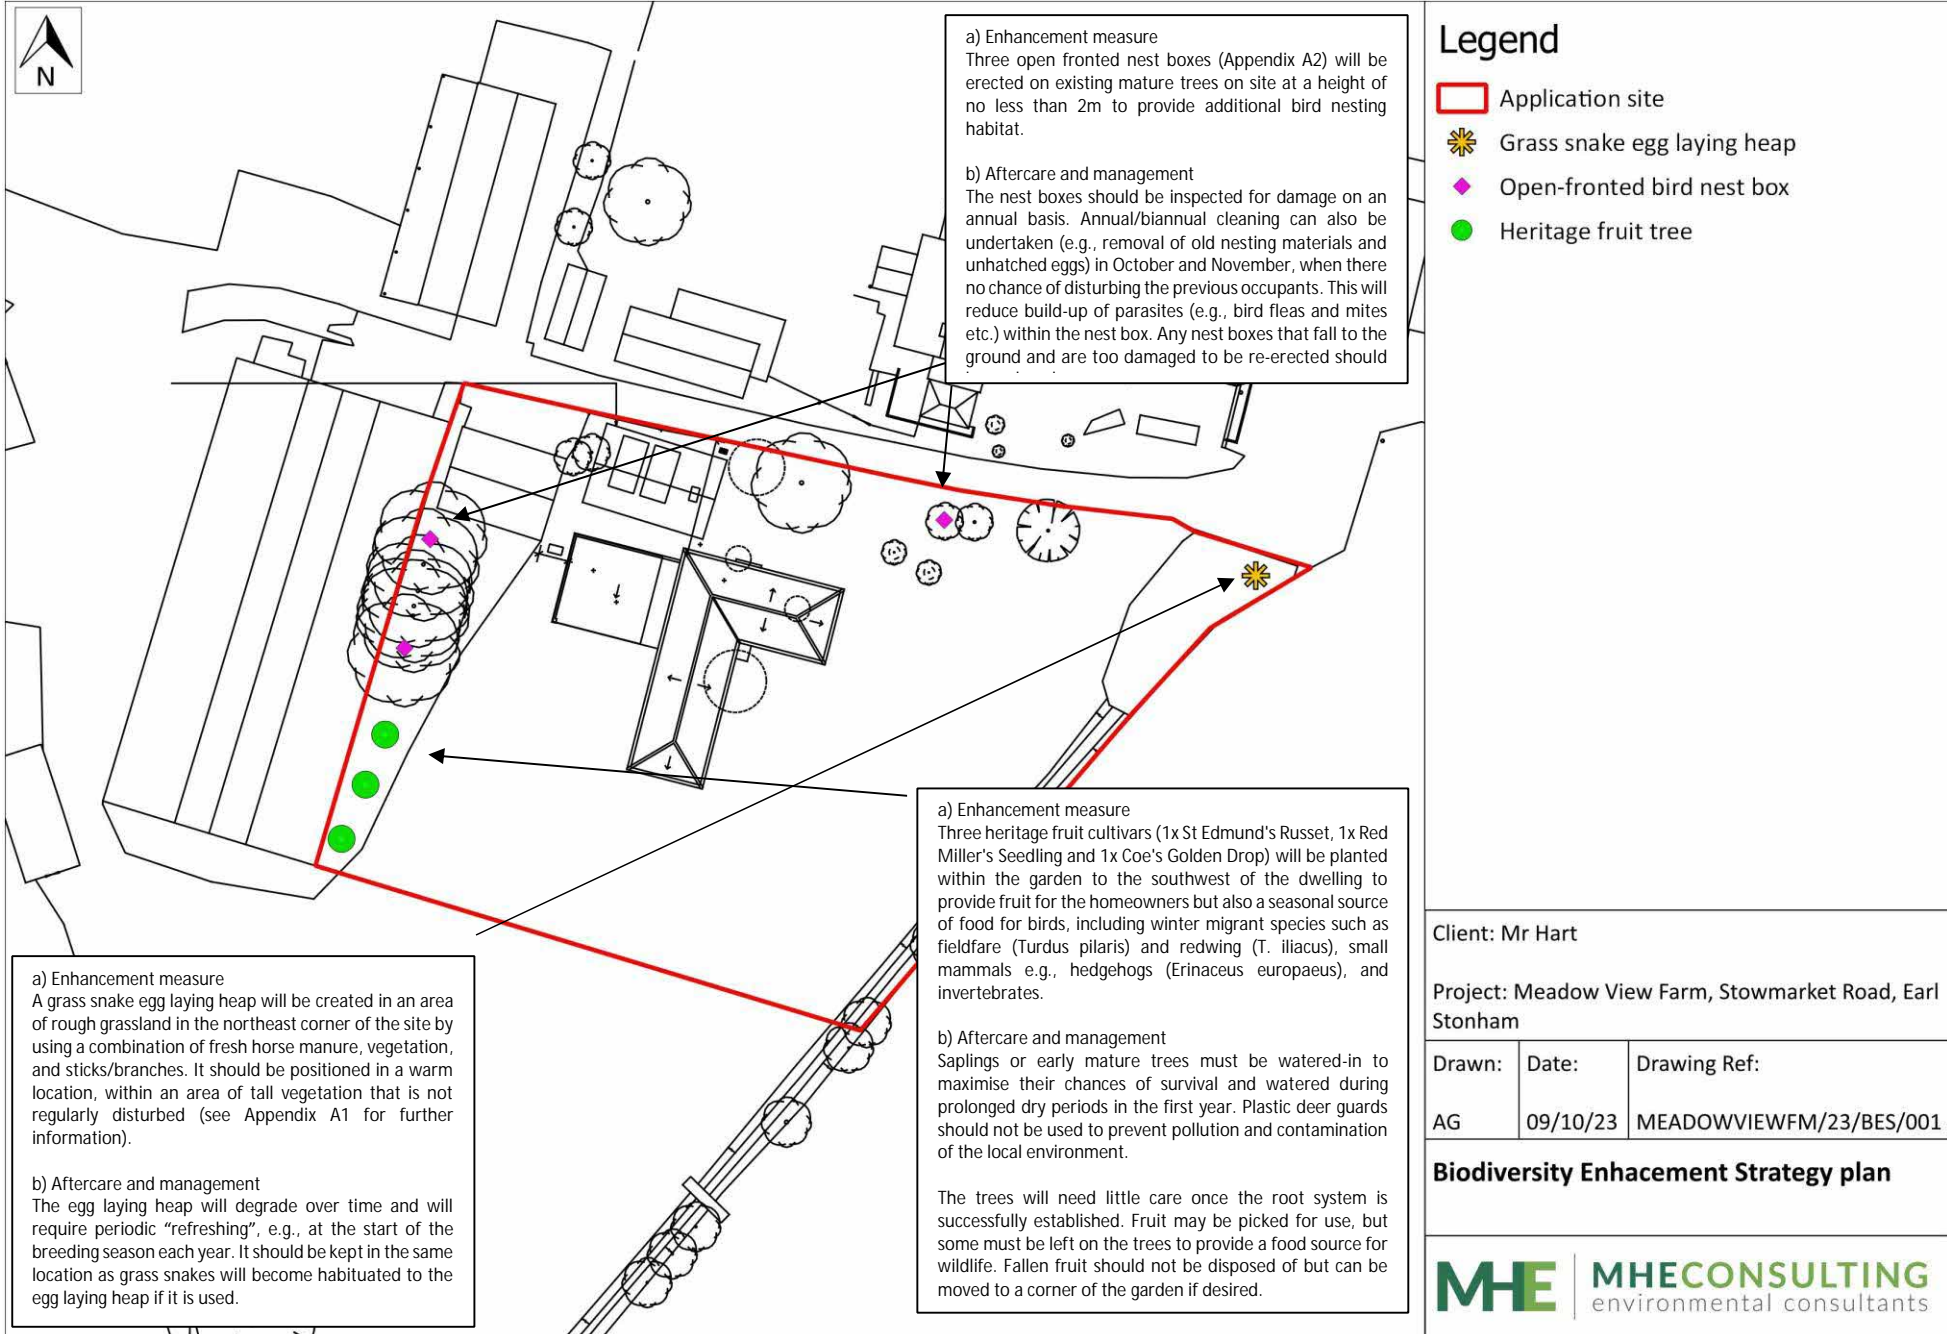 N
a) Enhancement measure
Three open fronted nest boxes (Appendix A2) will be
erected on existing mature trees on site at a height of
no less than 2m to provide additional bird nesting
habitat.
b) Aftercare and management
The nest boxes should be inspected for damage on an
annual basis. Annual/biannual cleaning can also be
undertaken (e.g., removal of old nesting materials and
unhatched eggs) in October and November, when there
no chance of disturbing the previous occupants. This will
reduce build-up of parasites (e.g., bird fleas and mites
etc.) within the nest box. Any nest boxes that fall to the
ground and are too damaged to be re-erected should
a) Enhancement measure
Three heritage fruit cultivars (1x St Edmund's Russet, 1x Red
Miller's Seedling and 1x Coe's Golden Drop) will be planted
within the garden to the southwest of the dwelling to
provide fruit for the homeowners but also a seasonal source
of food for birds, including winter migrant species such as
fieldfare (Turdus pilaris) and redwing (T. iliacus), small
mammals e.g., hedgehogs (Erinaceus europaeus), and
invertebrates.
b) Aftercare and management
Saplings or early mature trees must be watered-in to
maximise their chances of survival and watered during
prolonged dry periods in the first year. Plastic deer guards
should not be used to prevent pollution and contamination
of the local environment.
The trees will need little care once the root system is
successfully established. Fruit may be picked for use, but
some must be left on the trees to provide a food source for
wildlife. Fallen fruit should not be disposed of but can be
moved to a corner of the garden if desired.
a) Enhancement measure
A grass snake egg laying heap will be created in an area
of rough grassland in the northeast corner of the site by
using a combination of fresh horse manure, vegetation,
and sticks/branches. It should be positioned in a warm
location, within an area of tall vegetation that is not
regularly disturbed (see Appendix A1 for further
information).
b) Aftercare and management
The egg laying heap will degrade over time and will
require periodic “refreshing”, e.g., at the start of the
breeding season each year. It should be kept in the same
location as grass snakes will become habituated to the
egg laying heap if it is used.
Legend
Application site
Grass snake egg laying heap
Open-fronted bird nest box
Heritage fruit tree
Client: Mr Hart
Project: Meadow View Farm, Stowmarket Road, Earl
Stonham
Drawn: Date: Drawing Ref:
AG 09/10/23 MEADOWVIEWFM/23/BES/001
Biodiversity Enhacement Strategy plan
MHE MHECONSULTING
environmental consultants